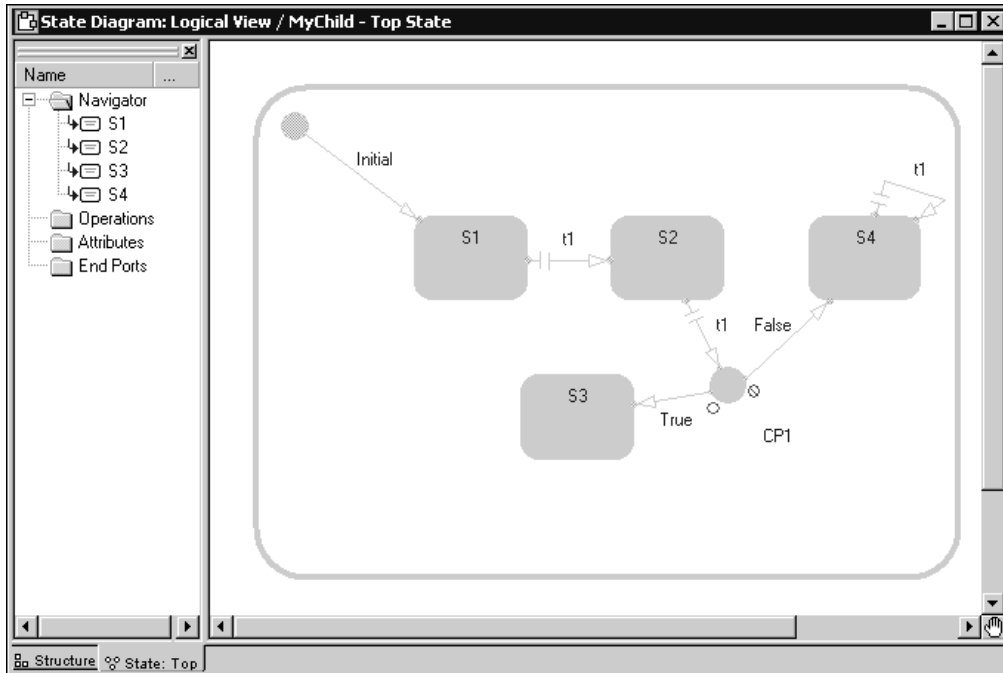 State Diagram: Logical View / MyChild - Top State
Name
...
Navigator
S1
S2
S3
S4
Operations
Attributes
End Ports
Initial
t1
S1
t1
S2
S4
t1
False
S3
True
CP1
Structure
State: Top